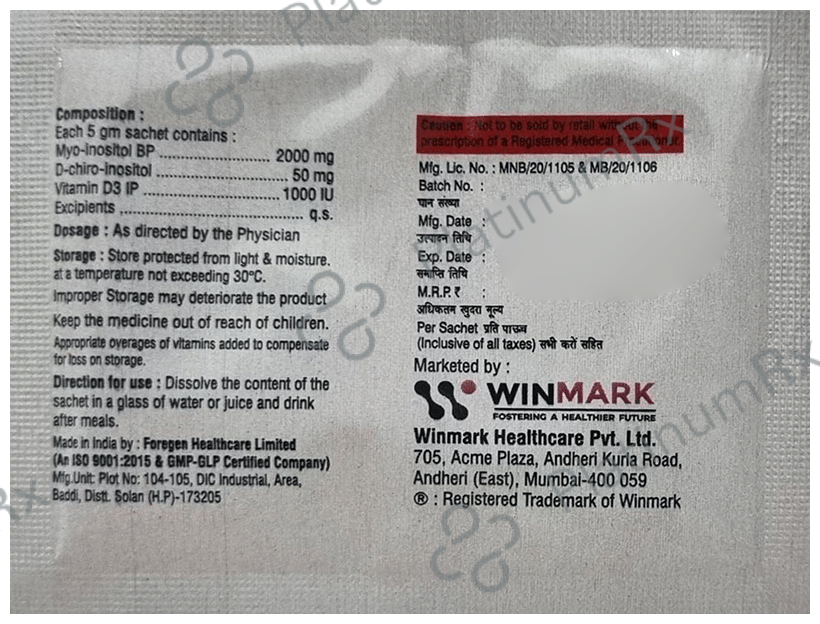 Composition :
Each 5 gm sachet contains :
Myo-Inositol BP .......................... 2000 mg
D-chiro-inositol ................................ 50 mg
Vitamin D3 IP ................................ 1000 IU
Excipients ........................................... q.s.
Dosage : As directed by the Physician
Storage : Store protected from light & moisture.
at a temperature not exceeding 30°C.
Improper Storage may deteriorate the product
Keep the medicine out of reach of children.
Appropriate overages of vitamins added to compensate
for loss on storage.
Direction for use : Dissolve the content of the
sachet in a glass of water or juice and drink
after meals.
Made in India by : Foregen Healthcare Limited
(An ISO 9001:2015 & GMP-GLP Certified Company)
Mfg.Unit: Plot No: 104-105, DIC Industrial, Area,
Baddi, Distt. Solan (H.P)-173205
Caution : Not to be sold by retail without the
prescription of a Registered Medical Practitioner.
Mfg. Lic. No. : MNB/20/1105 & MB/20/1106
Batch No. :
घान संख्या
Mfg. Date :
उत्पादन तिथि
Exp. Date :
समाप्ति तिथि
M.R.P. ₹ :
अधिकतम खुदरा मूल्य
Per Sachet प्रति पाऊच
(Inclusive of all taxes) सभी करों सहित
Marketed by :
WINMARK
FOSTERING A HEALTHIER FUTURE
Winmark Healthcare Pvt. Ltd.
705, Acme Plaza, Andheri Kurla Road,
Andheri (East), Mumbai-400 059
® : Registered Trademark of Winmark
PlatinumRx
PlatinumRx